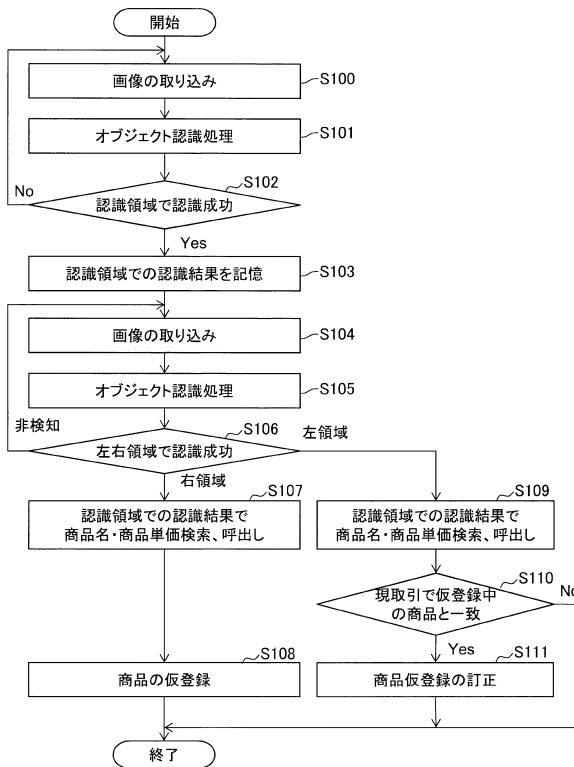 開始
画像の取り込み
S100
オブジェクト認識処理
S101
S102
No
認識領域で認識成功
Yes
認識領域での認識結果を記憶
S103
画像の取り込み
S104
オブジェクト認識処理
S105
非検知
S106
左領域
左右領域で認識成功
右領域
S107
認識領域での認識結果で
商品名・商品単価検索、呼出し
S109
認識領域での認識結果で
商品名・商品単価検索、呼出し
S110
現取引で仮登録中
の商品と一致
No
Yes
S108
商品の仮登録
S111
商品仮登録の訂正
終了